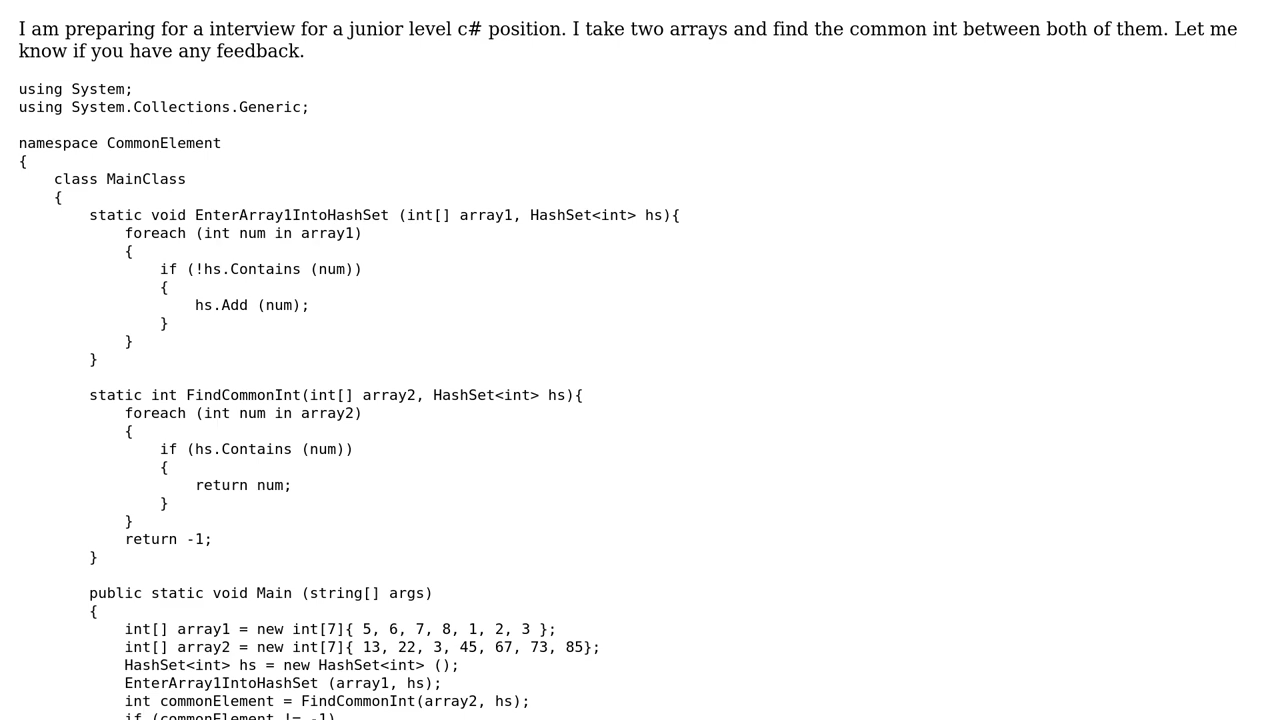 I am preparing for a interview for a junior level c# position. I take two arrays and find the common int between both of them. Let me
know if you have any feedback.
using System;
using System.Collections.Generic;
namespace CommonElement
{
    class MainClass
    {
        static void EnterArray1IntoHashSet (int[] array1, HashSet<int> hs){
            foreach (int num in array1)
            {
                if (!hs.Contains (num))
                {
                    hs.Add (num);
                }
            }
        }
        static int FindCommonInt(int[] array2, HashSet<int> hs){
            foreach (int num in array2)
            {
                if (hs.Contains (num))
                {
                    return num;
                }
            }
            return -1;
        }
        public static void Main (string[] args)
        {
            int[] array1 = new int[7]{ 5, 6, 7, 8, 1, 2, 3 };
            int[] array2 = new int[7]{ 13, 22, 3, 45, 67, 73, 85};
            HashSet<int> hs = new HashSet<int> ();
            EnterArray1IntoHashSet (array1, hs);
            int commonElement = FindCommonInt(array2, hs);
            if (commonElement != -1)